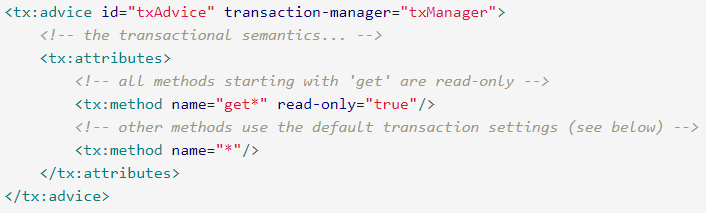 <tx:advice id="txAdvice" transaction-manager="txManager">
<!-- the transactional semantics... -->
<tx:attributes>
<!-- all methods starting with 'get' are read-only -->
<tx:method name="get*" read-only="true"/>
<!-- other methods use the default transaction settings (see below) -->
<tx:method name="*"/>
</tx:attributes>
</tx:advice>